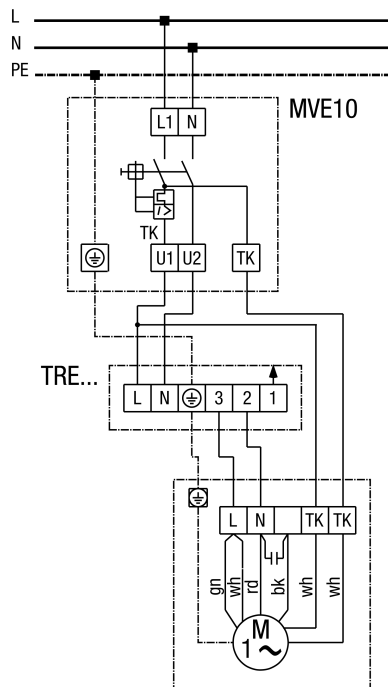 L
N
PE
MVE10
L1 N
I>
TK
U1 U2 TK
TRE...
L N 3 2 1
L N TK TK
gn wh rd bk wh wh
M
1 ~